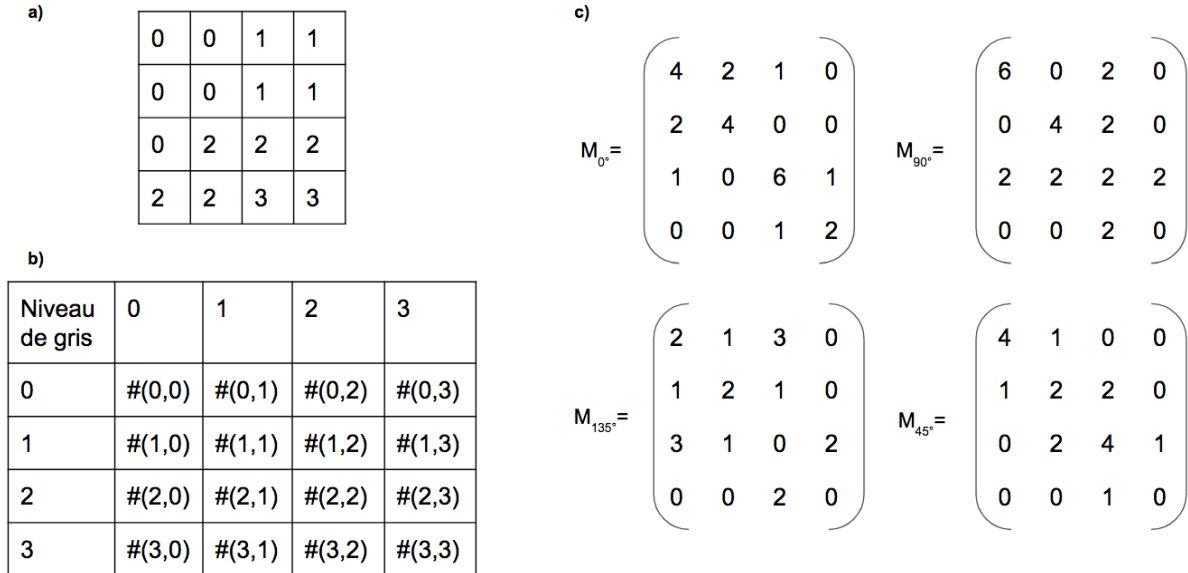 a)
0 0 1 1
0 0 1 1
0 2 2 2
2 2 3 3
b)
Niveau de gris 0 1 2 3
0 #(0,0) #(0,1) #(0,2) #(0,3)
1 #(1,0) #(1,1) #(1,2) #(1,3)
2 #(2,0) #(2,1) #(2,2) #(2,3)
3 #(3,0) #(3,1) #(3,2) #(3,3)
c)
M0°=
4 2 1 0
2 4 0 0
1 0 6 1
0 0 1 2
M90°=
6 0 2 0
0 4 2 0
2 2 2 2
0 0 2 0
M135°=
2 1 3 0
1 2 1 0
3 1 0 2
0 0 2 0
M45°=
4 1 0 0
1 2 2 0
0 2 4 1
0 0 1 0